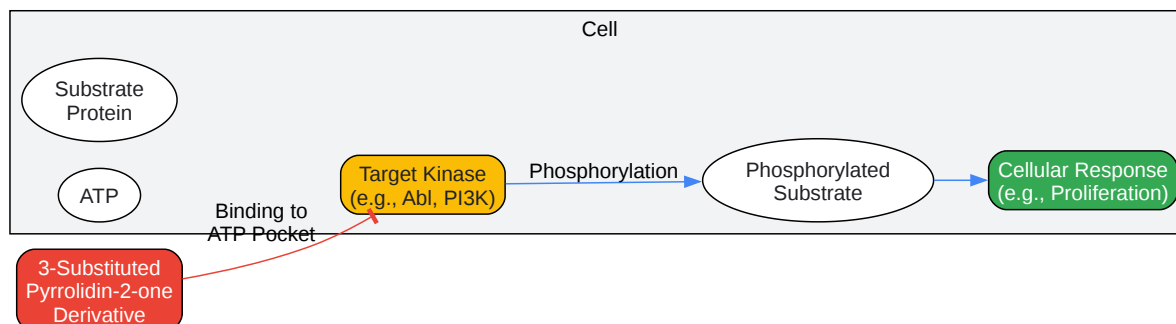 Cell
Substrate
Protein
ATP
Target Kinase
(e.g., Abl, PI3K)
Phosphorylation
Phosphorylated
Substrate
Cellular Response
(e.g., Proliferation)
Binding to
ATP Pocket
3-Substituted
Pyrrolidin-2-one
Derivative